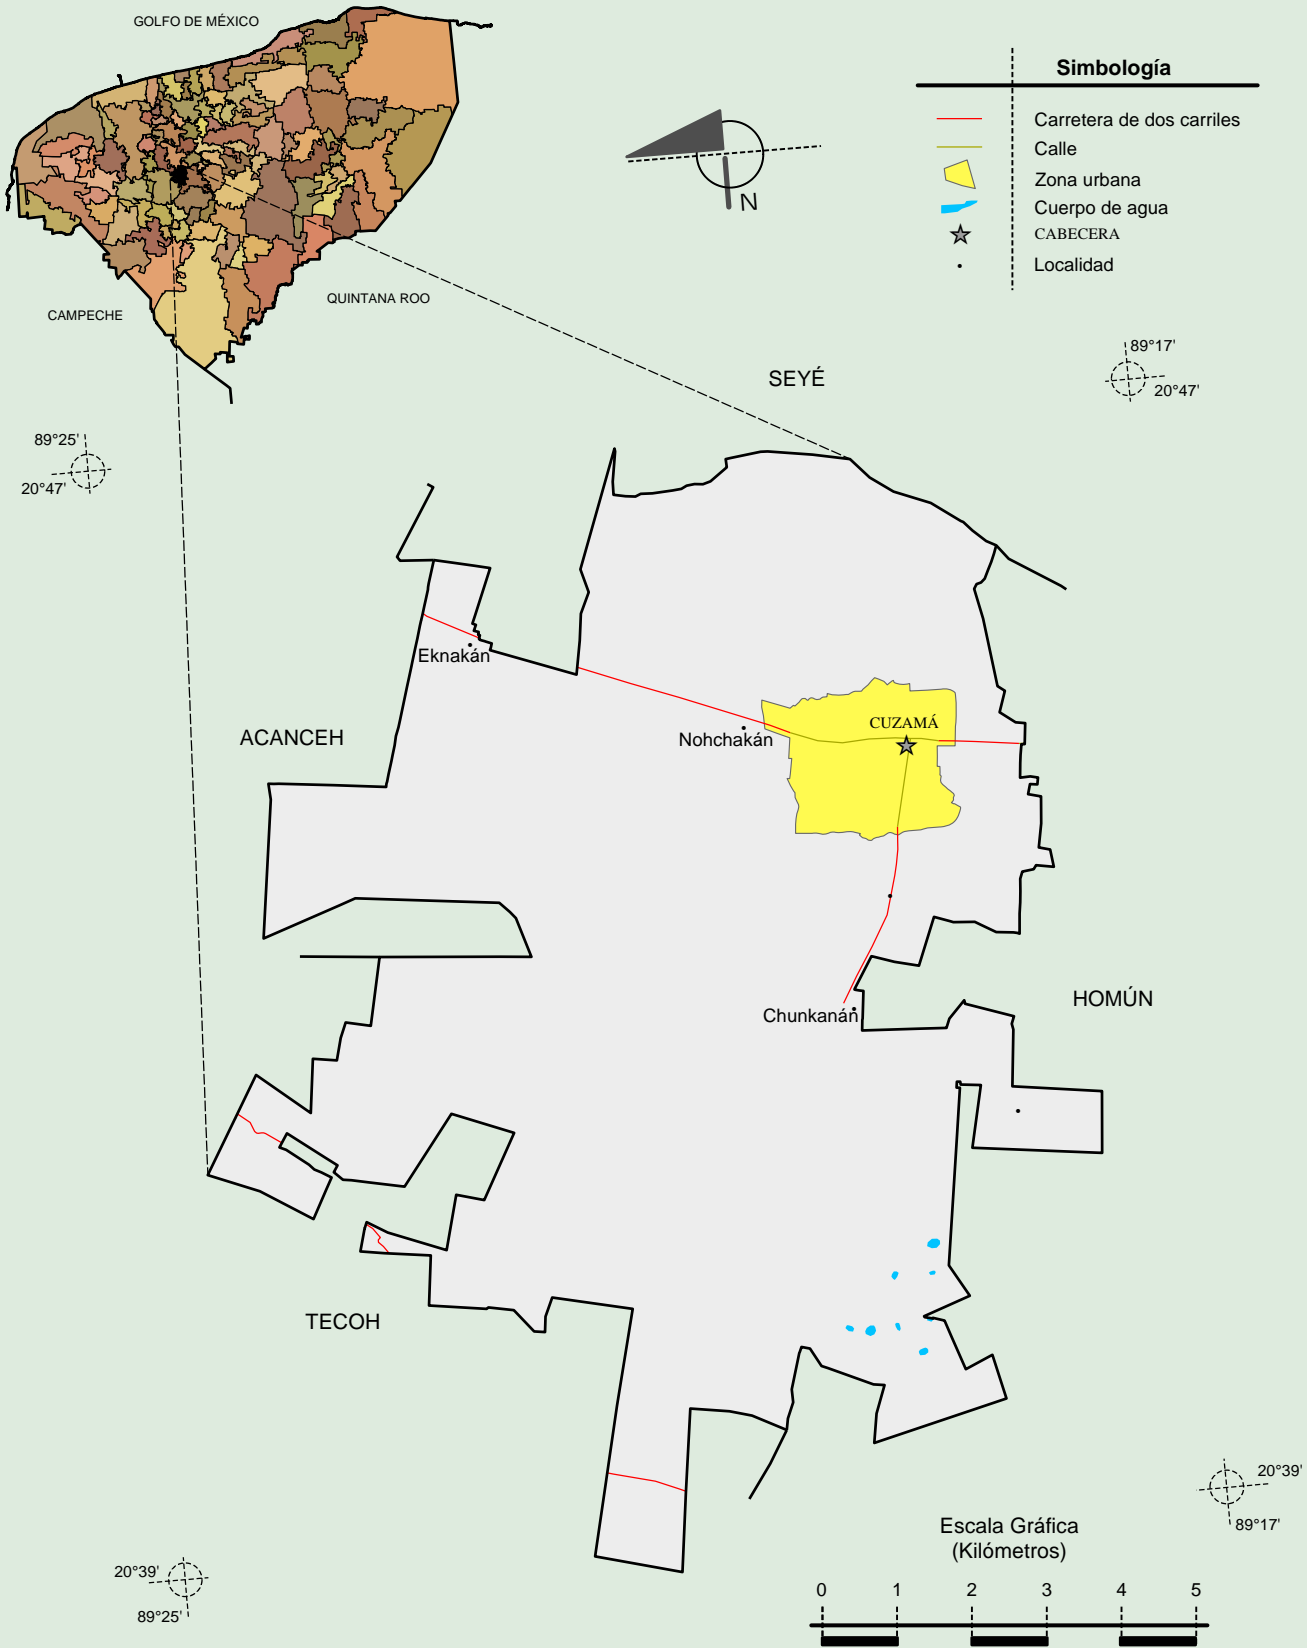 GOLFO DE MÉXICO
CAMPECHE
QUINTANA ROO
N
Simbología
Carretera de dos carriles
Calle
Zona urbana
Cuerpo de agua
CABECERA
Localidad
89°17'
20°47'
SEYÉ
89°25'
20°47'
Eknakán
CUZAMÁ
ACANCEH
Nohchakán
HOMÚN
Chunkanán
TECOH
20°39'
89°17'
Escala Gráfica
(Kilómetros)
20°39'
89°25'
0 1 2 3 4 5